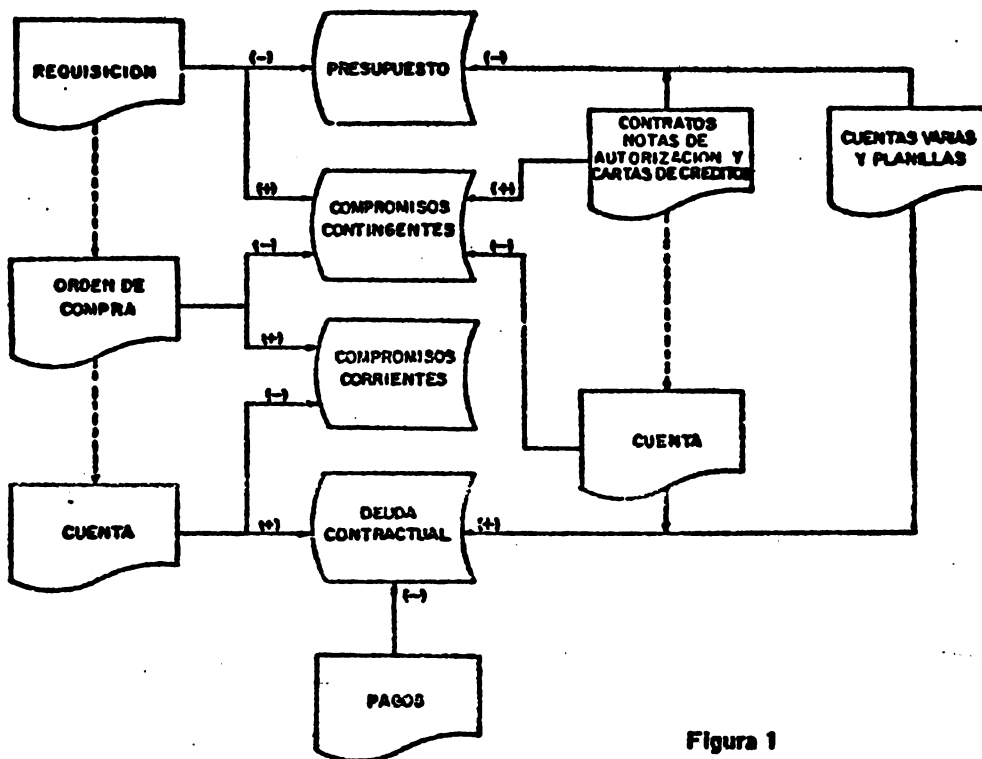 REQUISICION
(-)
PRESUPUESTO
(-)
CONTRATOS
NOTAS DE
AUTORIZACION Y
CARTAS DE CREDITOS
CUENTAS VARIAS
Y PLANILLAS
(+)
COMPROMISOS
CONTINGENTES
(+)
(-)
(-)
ORDEN DE
COMPRA
(+)
COMPROMISOS
CORRIENTES
(-)
CUENTA
CUENTA
(+)
DEUDA
CONTRACTUAL
(+)
(-)
PAGOS
Figura 1